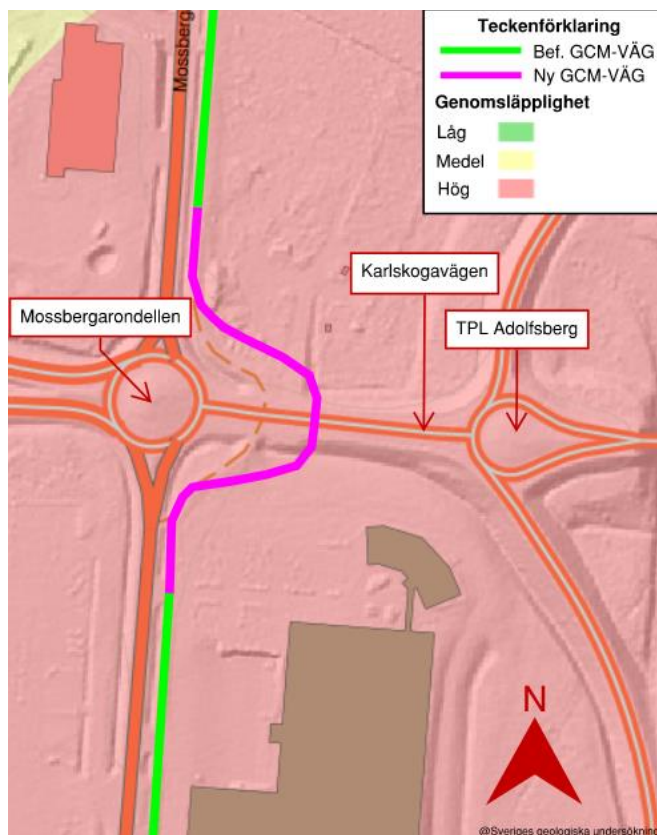 Teckenförklaring
Bef. GCM-VÄG
Ny GCM-VÄG
Genomsläpplighet
Låg
Medel
Hög
Mossberg
Karlskogavägen
Mossbergarondellen
TPL Adolfsberg
N
@Sveriges geologiska undersökning